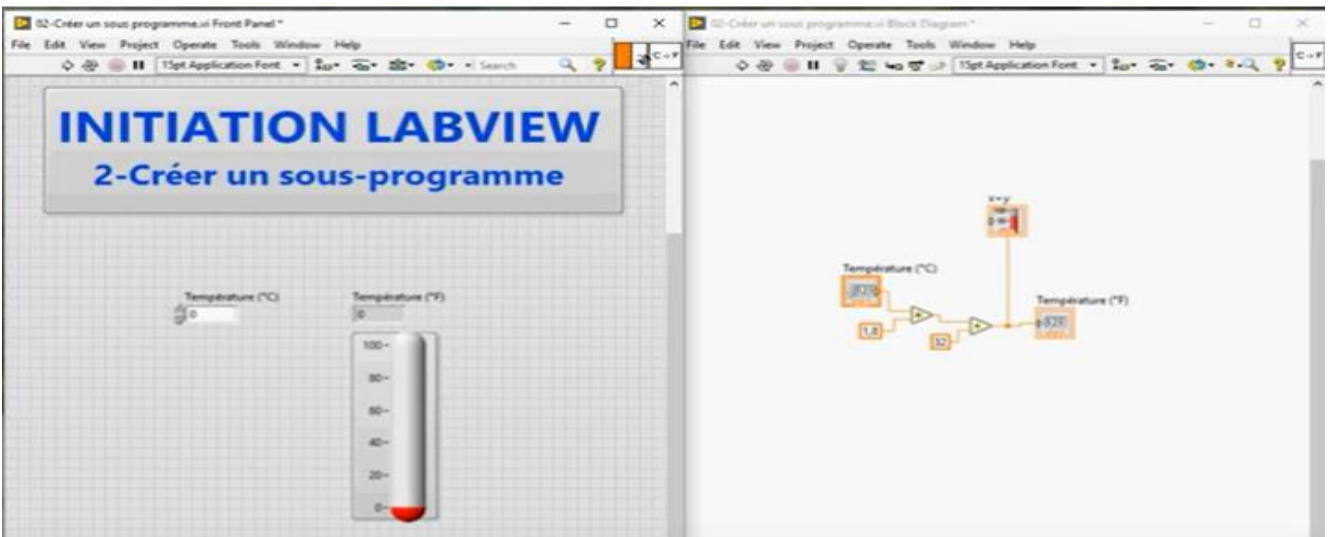 02-Créer un sous programme.vi Front Panel *
File Edit View Project Operate Tools Window Help
15pt Application Font
Search
C→F
INITIATION LABVIEW
2-Créer un sous-programme
Température (°C)
0
Température (°F)
0
100
80
60
40
20
0
02-Créer un sous programme.vi Block Diagram *
File Edit View Project Operate Tools Window Help
15pt Application Font
C→F
Température (°C)
1,8
32
Température (°F)